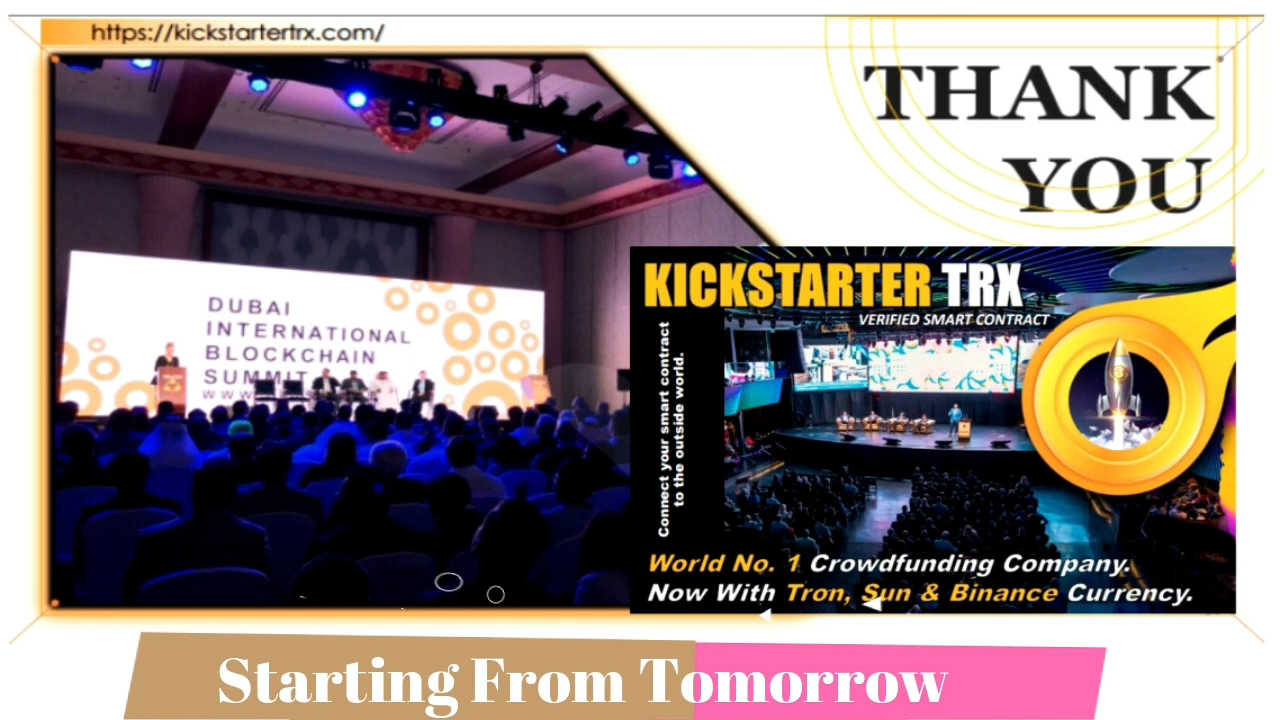 https://kickstartertrx.com/
THANK
YOU
DUBAI
INTERNATIONAL
BLOCKCHAIN
SUMMIT
KICKSTARTER TRX
VERIFIED SMART CONTRACT
Connect your smart contract
to the outside world.
World No. 1 Crowdfunding Company.
Now With Tron, Sun & Binance Currency.
Starting From Tomorrow